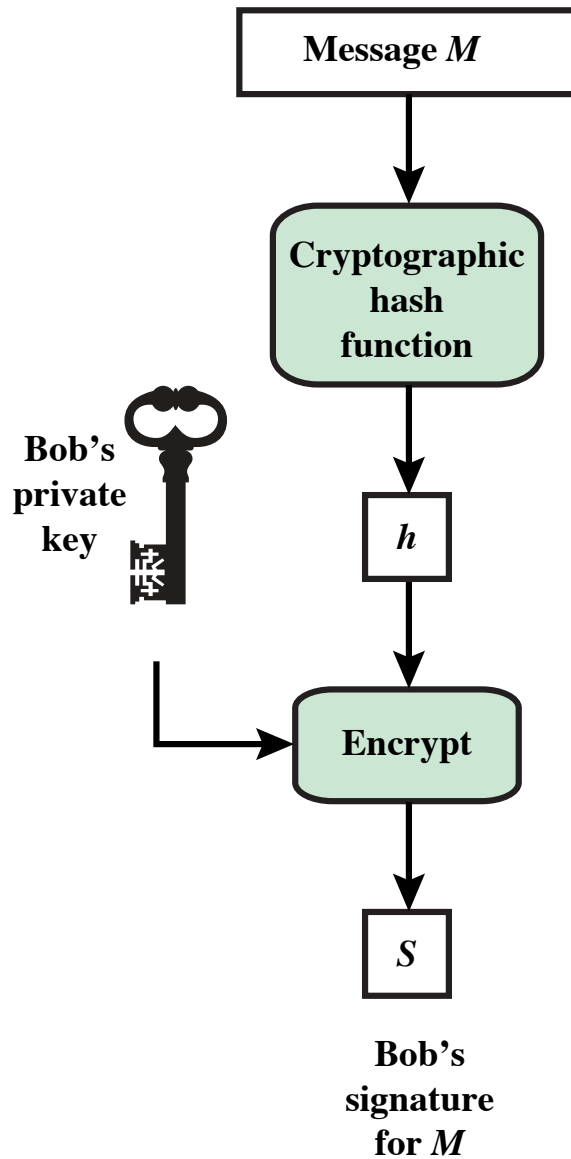 Message M
Cryptographic
hash
function
Bob’s
private
key
h
Encrypt
S
Bob’s
signature
for M